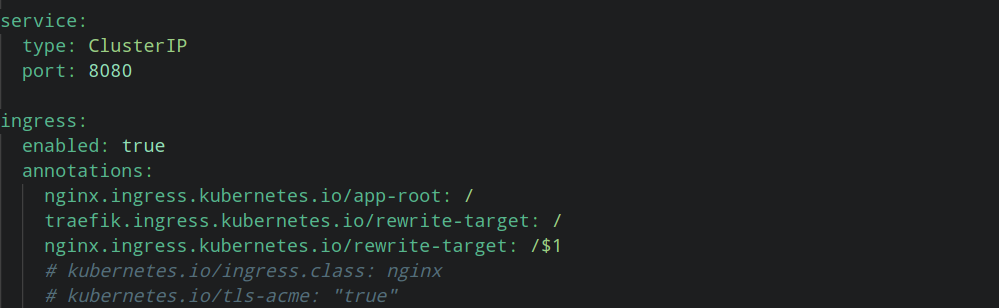 service:
  type: ClusterIP
  port: 8080
ingress:
  enabled: true
  annotations:
    nginx.ingress.kubernetes.io/app-root: /
    traefik.ingress.kubernetes.io/rewrite-target: /
    nginx.ingress.kubernetes.io/rewrite-target: /$1
    # kubernetes.io/ingress.class: nginx
    # kubernetes.io/tls-acme: "true"